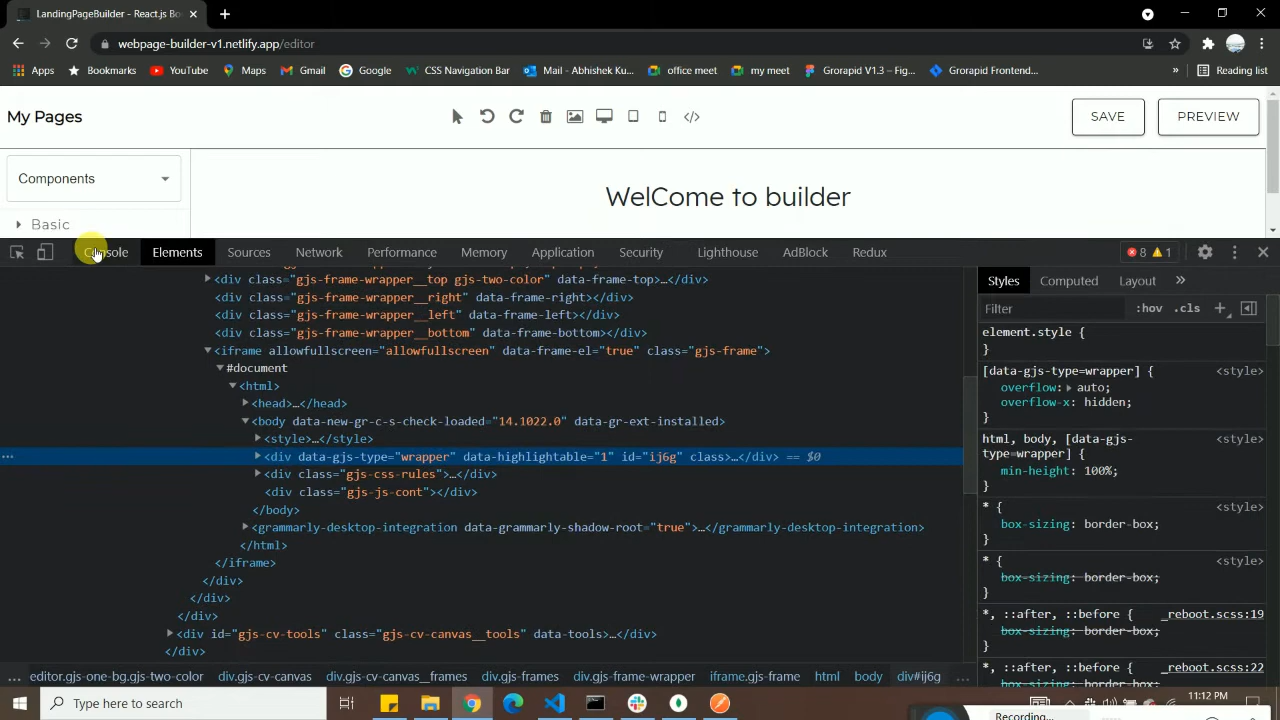 LandingPageBuilder - React.js Bo
webpage-builder-v1.netlify.app/editor
Apps Bookmarks YouTube Maps Gmail Google CSS Navigation Bar Mail - Abhishek Ku... office meet my meet Grorapid V1.3 – Fig... Grorapid Frontend... » Reading list
My Pages SAVE PREVIEW
Components
WelCome to builder
Basic
Console Elements Sources Network Performance Memory Application Security Lighthouse AdBlock Redux 8 1
<div class="gjs-frame-wrapper__top gjs-two-color" data-frame-top>…</div>
<div class="gjs-frame-wrapper__right" data-frame-right></div>
<div class="gjs-frame-wrapper__left" data-frame-left></div>
<div class="gjs-frame-wrapper__bottom" data-frame-bottom></div>
<iframe allowfullscreen="allowfullscreen" data-frame-el="true" class="gjs-frame">
#document
<html>
<head>…</head>
<body data-new-gr-c-s-check-loaded="14.1022.0" data-gr-ext-installed>
<style>…</style>
<div data-gjs-type="wrapper" data-highlightable="1" id="ij6g" class>…</div> == $0
<div class="gjs-css-rules">…</div>
<div class="gjs-js-cont"></div>
</body>
<grammarly-desktop-integration data-grammarly-shadow-root="true">…</grammarly-desktop-integration>
</html>
</iframe>
</div>
</div>
</div>
<div id="gjs-cv-tools" class="gjs-cv-canvas__tools" data-tools>…</div>
</div>
Styles Computed Layout »
Filter :hov .cls +
element.style {
}
[data-gjs-type=wrapper] { <style>
overflow: auto;
overflow-x: hidden;
}
html, body, [data-gjs- <style>
type=wrapper] {
min-height: 100%;
}
* { <style>
box-sizing: border-box;
}
* { <style>
box-sizing: border-box;
}
*, ::after, ::before { _reboot.scss:19
box-sizing: border-box;
}
*, ::after, ::before { _reboot.scss:22
box-sizing: border-box;
... editor.gjs-one-bg.gjs-two-color div.gjs-cv-canvas div.gjs-cv-canvas__frames div.gjs-frames div.gjs-frame-wrapper iframe.gjs-frame html body div#ij6g ...
Type here to search 11:12 PM
Recording...